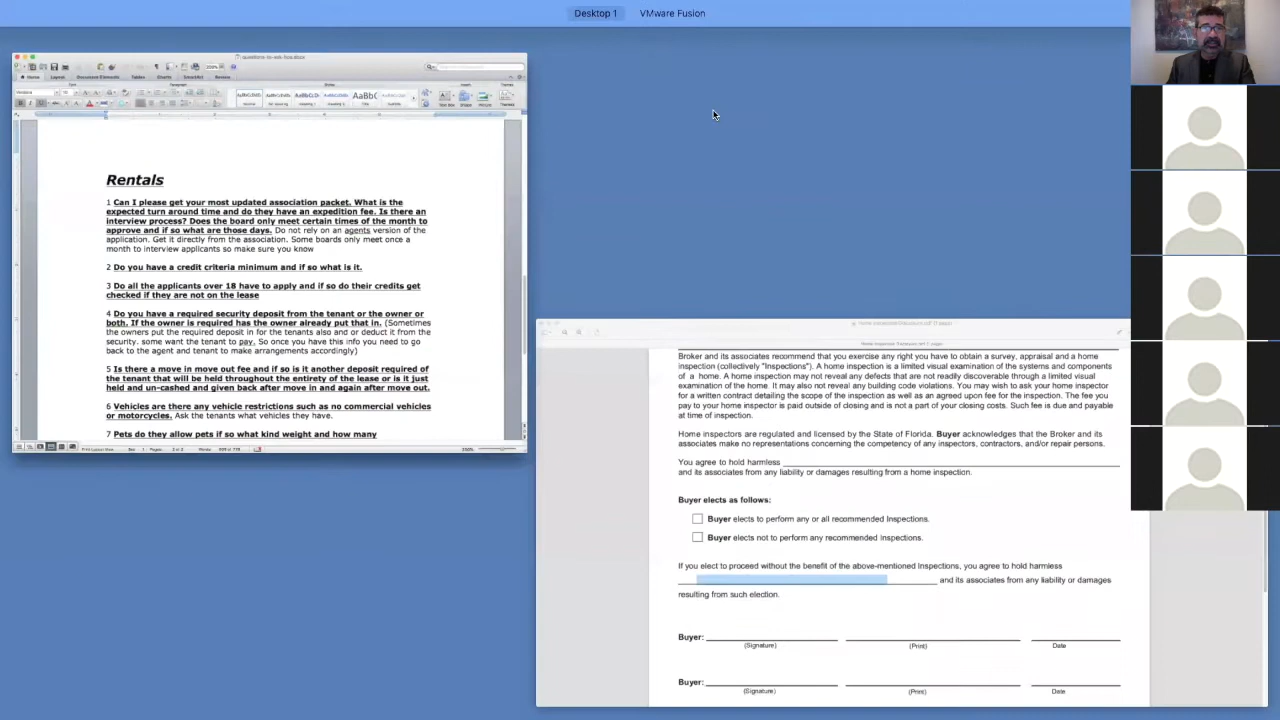 Desktop 1
VMware Fusion
questions-to-ask-hoa.docx
Home
Layout
Document Elements
Tables
Charts
SmartArt
Review
Rentals
1 Can I please get your most updated association packet. What is the
expected turn around time and do they have an expedition fee. Is there an
interview process? Does the board only meet certain times of the month to
approve and if so what are those days. Do not rely on an agents version of the
application. Get it directly from the association. Some boards only meet once a
month to interview applicants so make sure you know
2 Do you have a credit criteria minimum and if so what is it.
3 Do all the applicants over 18 have to apply and if so do their credits get
checked if they are not on the lease
4 Do you have a required security deposit from the tenant or the owner or
both. If the owner is required has the owner already put that in. (Sometimes
the owners put the required deposit in for the tenants also and or deduct it from the
security. some want the tenant to pay. So once you have this info you need to go
back to the agent and tenant to make arrangements accordingly)
5 Is there a move in move out fee and if so is it another deposit required of
the tenant that will be held throughout the entirety of the lease or is it just
held and un-cashed and given back after move in and again after move out.
6 Vehicles are there any vehicle restrictions such as no commercial vehicles
or motorcycles. Ask the tenants what vehicles they have.
7 Pets do they allow pets if so what kind weight and how many
Broker and its associates recommend that you exercise any right you have to obtain a survey, appraisal and a home
inspection (collectively "Inspections"). A home inspection is a limited visual examination of the systems and components
of a home. A home inspection may not reveal any defects that are not readily discoverable through a limited visual
examination of the home. It may also not reveal any building code violations. You may wish to ask your home inspector
for a written contract detailing the scope of the inspection as well as an agreed upon fee for the inspection. The fee you
pay to your home inspector is paid outside of closing and is not a part of your closing costs. Such fee is due and payable
at time of inspection.
Home inspectors are regulated and licensed by the State of Florida. Buyer acknowledges that the Broker and its
associates make no representations concerning the competency of any inspectors, contractors, and/or repair persons.
You agree to hold harmless
and its associates from any liability or damages resulting from a home inspection.
Buyer elects as follows:
Buyer elects to perform any or all recommended Inspections.
Buyer elects not to perform any recommended Inspections.
If you elect to proceed without the benefit of the above-mentioned Inspections, you agree to hold harmless
and its associates from any liability or damages
resulting from such election.
Buyer:
(Signature) (Print) Date
Buyer:
(Signature) (Print) Date